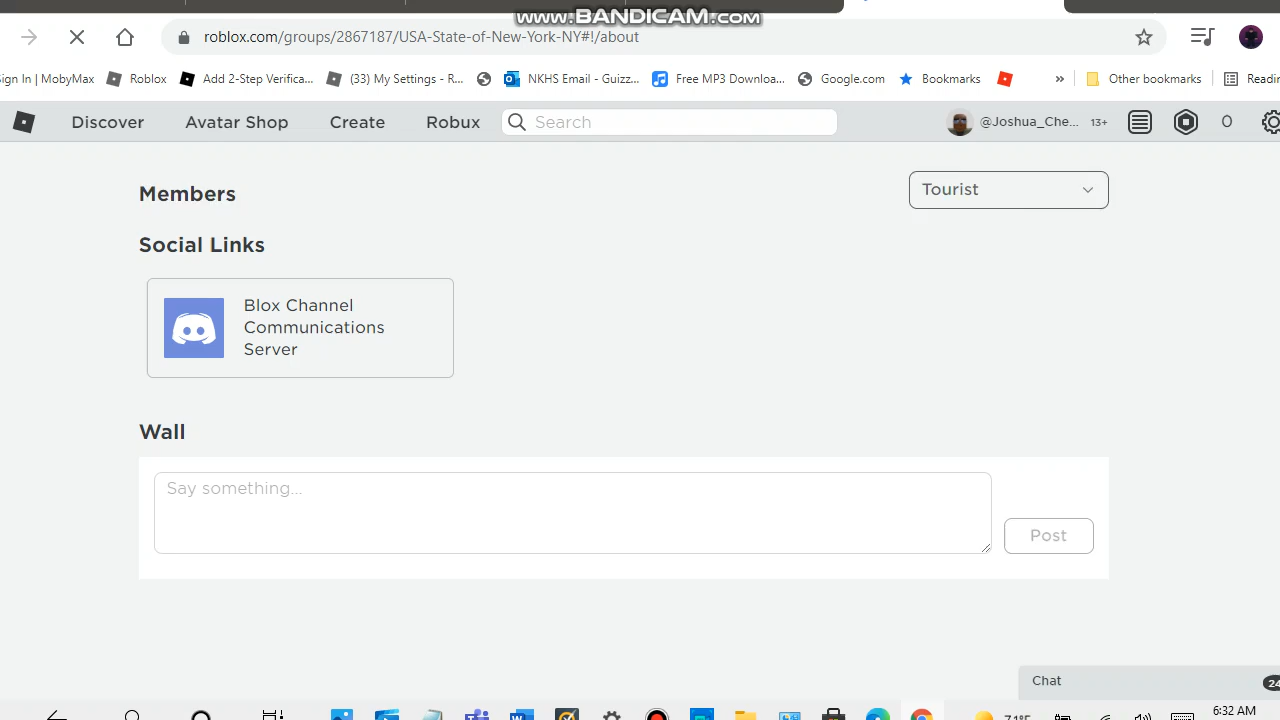 www.BANDICAM.com
roblox.com/groups/2867187/USA-State-of-New-York-NY#!/about
ign In | MobyMax Roblox Add 2-Step Verifica... (33) My Settings - R... NKHS Email - Guizz... Free MP3 Downloa... Google.com Bookmarks » Other bookmarks Readin
Discover Avatar Shop Create Robux Search @Joshua_Che... 13+ 0
Members Tourist
Social Links
Blox Channel
Communications
Server
Wall
Say something...
Post
Chat 24
6:32 AM